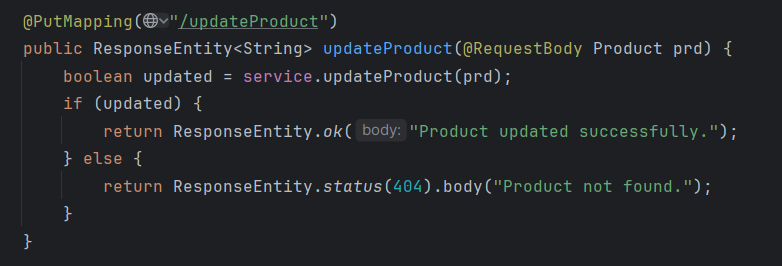 @PutMapping("/updateProduct")
public ResponseEntity<String> updateProduct(@RequestBody Product prd) {
    boolean updated = service.updateProduct(prd);
    if (updated) {
        return ResponseEntity.ok( body: "Product updated successfully.");
    } else {
        return ResponseEntity.status(404).body("Product not found.");
    }
}